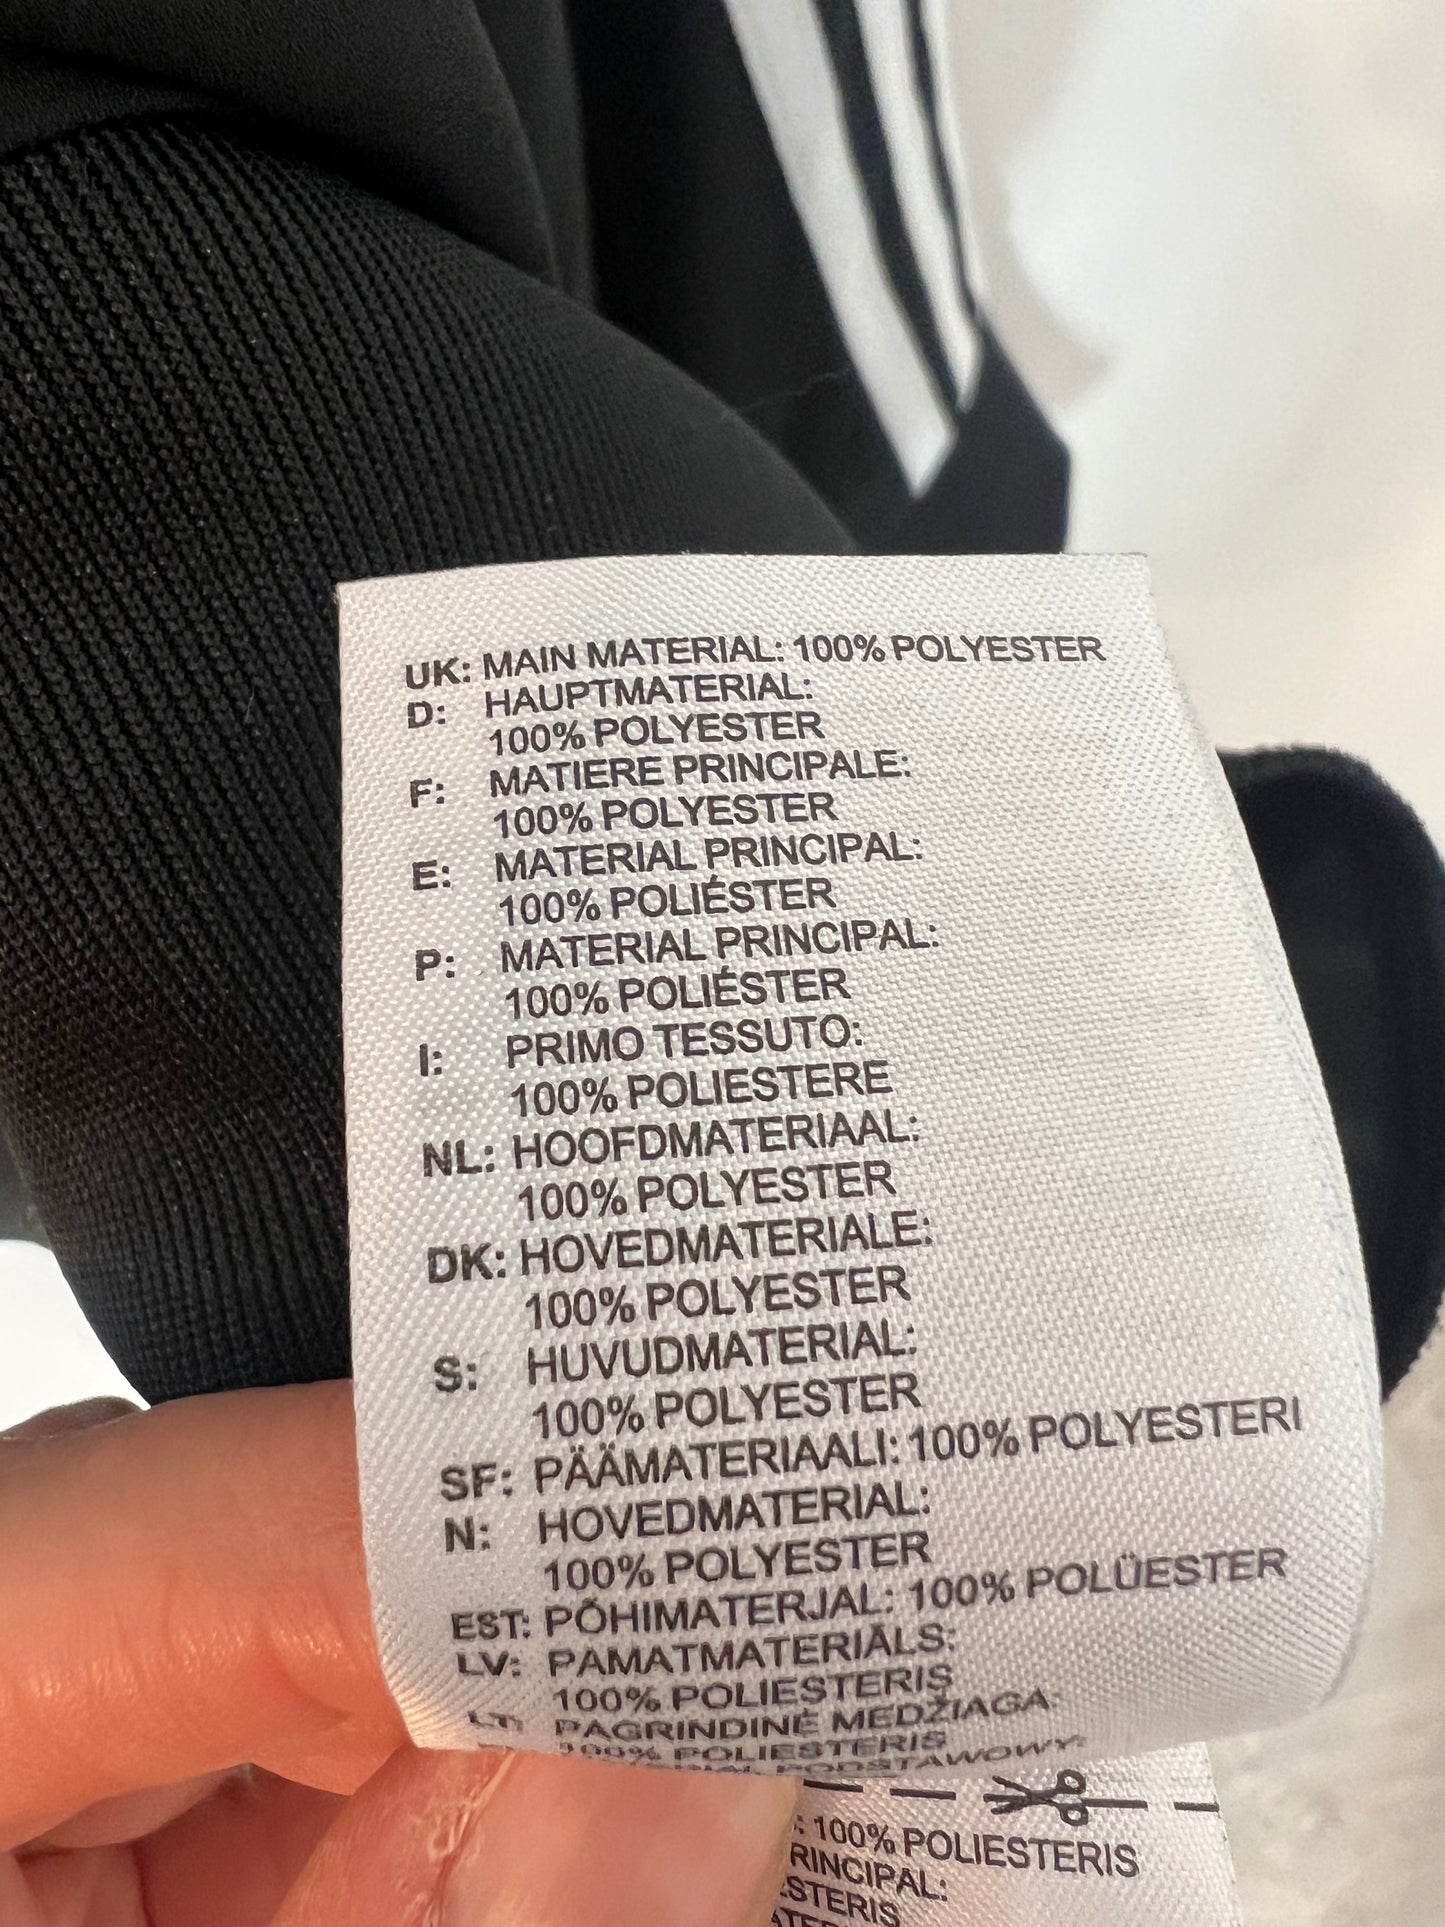 UK: MAIN MATERIAL: 100% POLYESTER
D: HAUPTMATERIAL:
100% POLYESTER
F: MATIERE PRINCIPALE:
100% POLYESTER
E: MATERIAL PRINCIPAL:
100% POLIÉSTER
P: MATERIAL PRINCIPAL:
100% POLIÉSTER
I: PRIMO TESSUTO:
100% POLIESTERE
NL: HOOFDMATERIAAL:
100% POLYESTER
DK: HOVEDMATERIALE:
100% POLYESTER
S: HUVUDMATERIAL:
100% POLYESTER
SF: PÄÄMATERIAALI: 100% POLYESTERI
N: HOVEDMATERIAL:
100% POLYESTER
EST: PÕHIMATERJAL: 100% POLÜESTER
LV: PAMATMATERIĀLS:
100% POLIESTERIS
LT: PAGRINDINĖ MEDŽIAGA:
100% POLIESTERIS
PODSTAWOWY:
: 100% POLIESTERIS
RINCIPAL:
STERIS